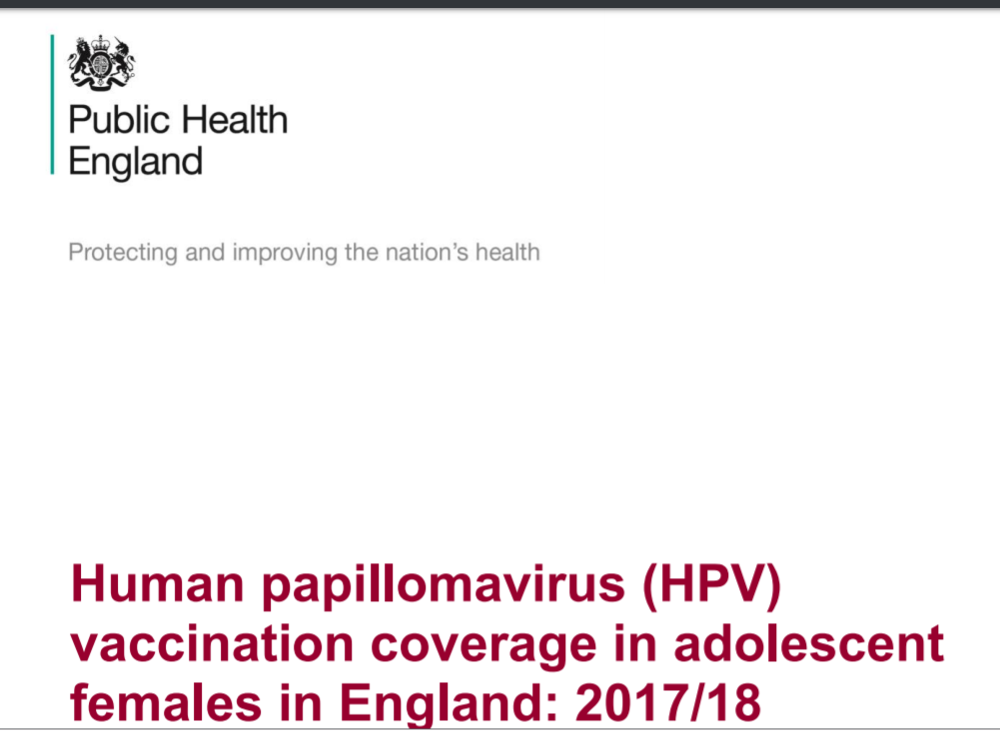 Public Health
England
Protecting and improving the nation's health
Human papillomavirus (HPV)
vaccination coverage in adolescent
females in England: 2017/18